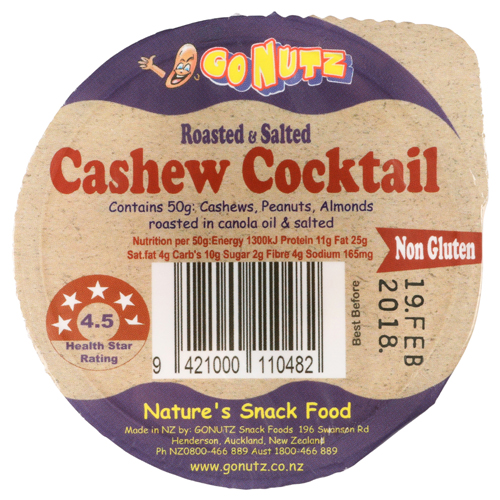 GO NUTZ
Roasted & Salted
Cashew Cocktail
Contains 50g: Cashews, Peanuts, Almonds
roasted in canola oil & salted
Nutrition per 50g:Energy 1300kJ Protein 11g Fat 25g
Sat.fat 4g Carb's 10g Sugar 2g Fibre 4g Sodium 165mg
Non Gluten
4.5
Health Star
Rating
Best Before
19.FEB
2018.
9 421000 110482
Nature's Snack Food
Made in NZ by: GONUTZ Snack Foods 196 Swanson Rd
Henderson, Auckland, New Zealand
Ph NZ0800-466 889 Aust 1800-466 889
www.gonutz.co.nz